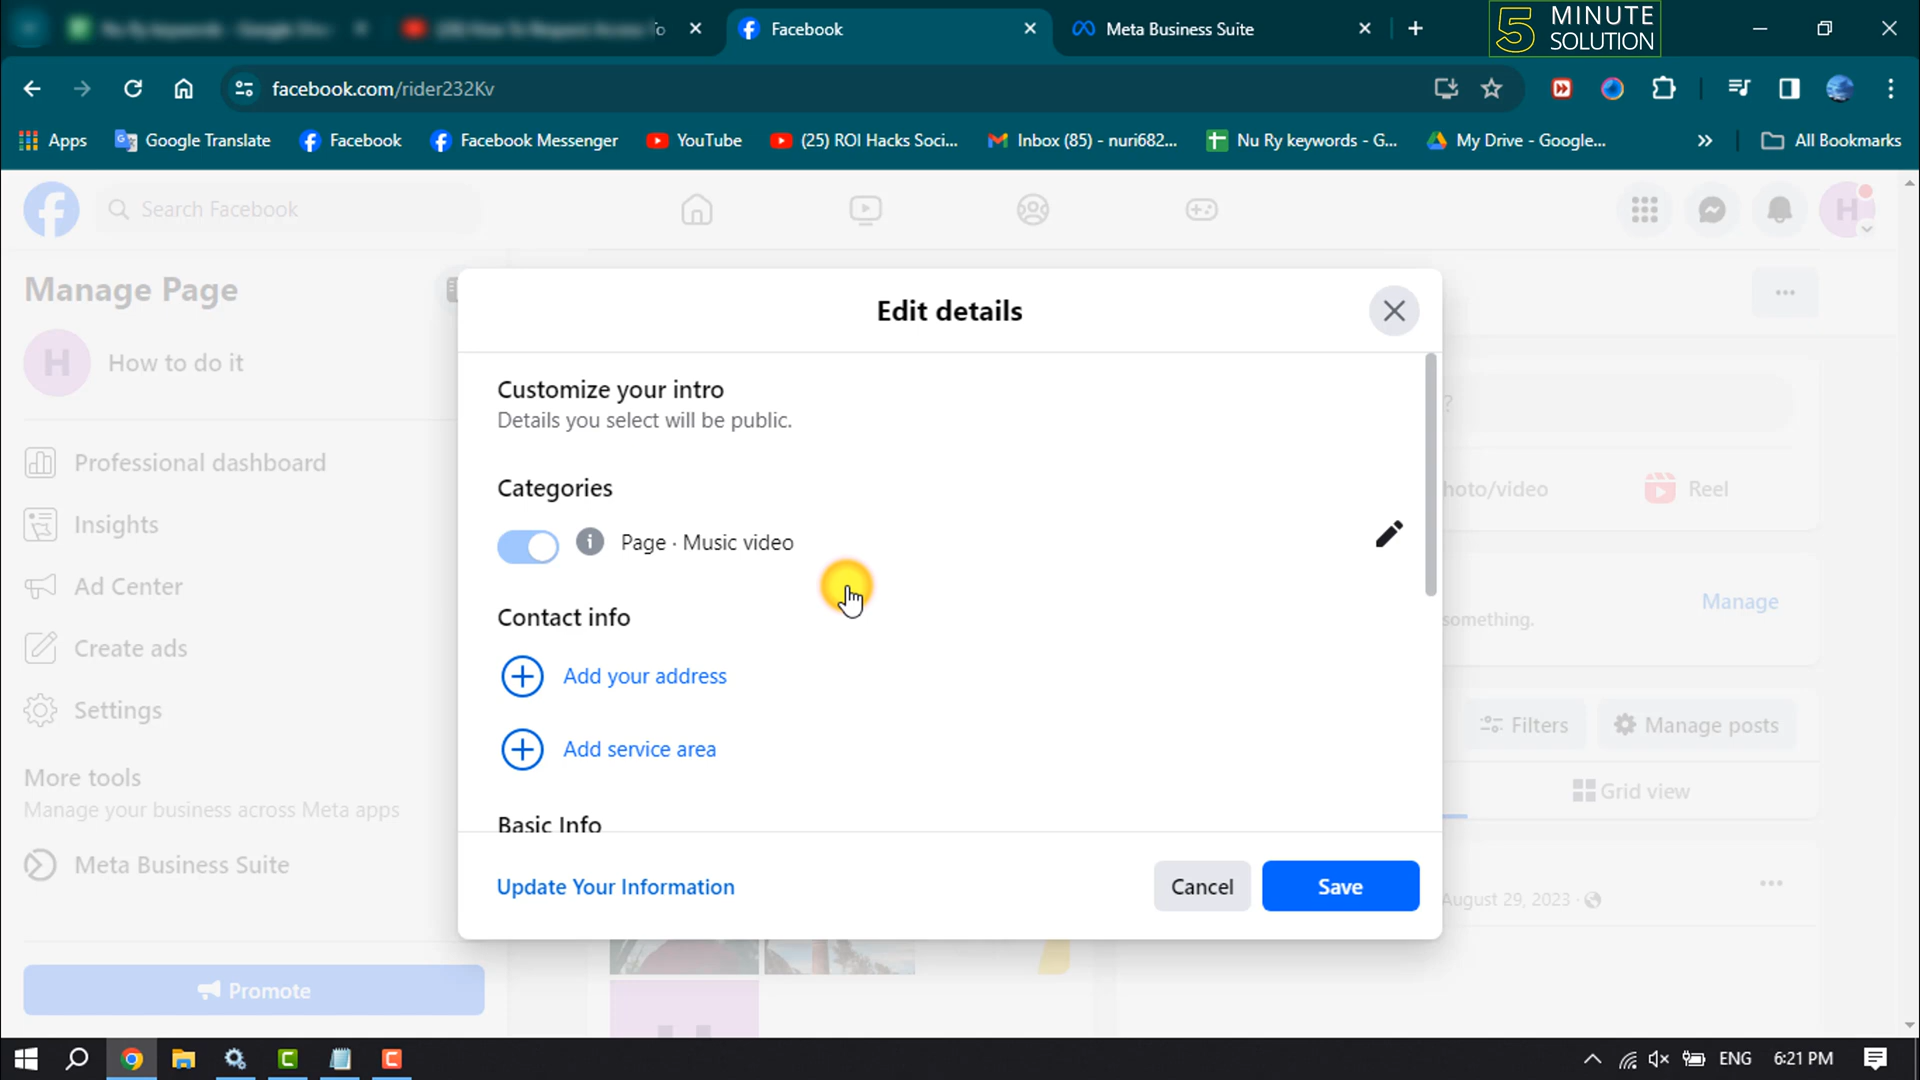 Facebook
Meta Business Suite
5 MINUTE
SOLUTION
facebook.com/rider232Kv
Apps
Google Translate
Facebook
Facebook Messenger
YouTube
(25) ROI Hacks Soci...
Inbox (85) - nuri682...
Nu Ry keywords - G...
My Drive - Google...
All Bookmarks
Search Facebook
H
Manage Page
H
How to do it
Professional dashboard
Insights
Ad Center
Create ads
Settings
More tools
Manage your business across Meta apps
Meta Business Suite
Promote
Edit details
Customize your intro
Details you select will be public.
Categories
Page · Music video
Contact info
Add your address
Add service area
Basic Info
Update Your Information
Cancel
Save
?
hoto/video
Reel
Manage
something.
Filters
Manage posts
Grid view
August 29, 2023 ·
ENG
6:21 PM